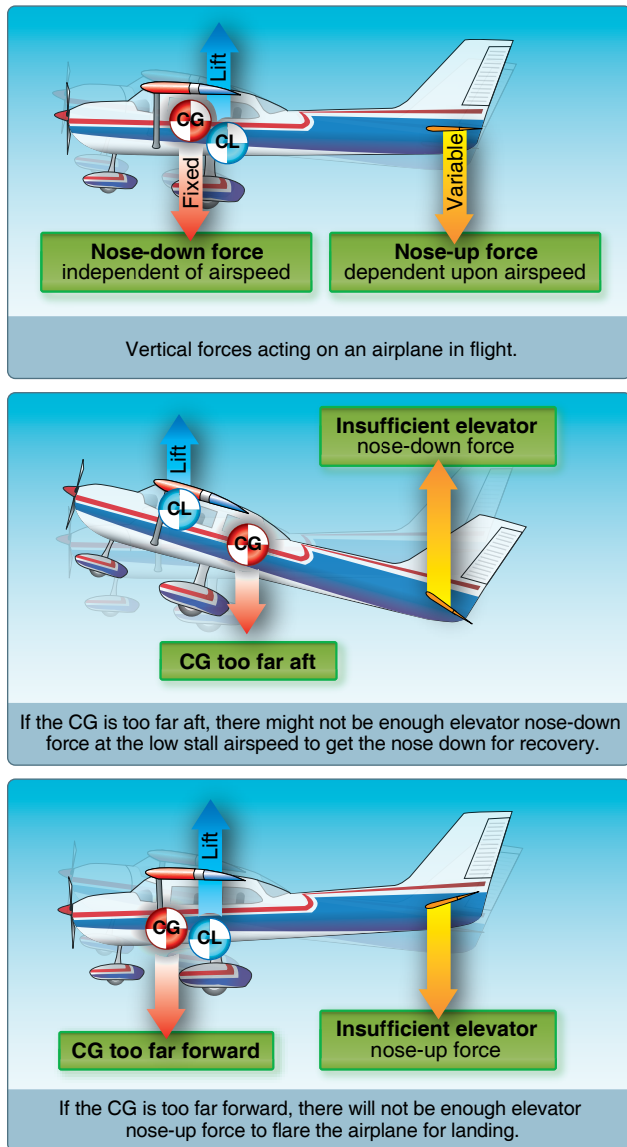 Lift
CG
CL
Fixed
Variable
Nose-down force
independent of airspeed
Nose-up force
dependent upon airspeed
Vertical forces acting on an airplane in flight.
Insufficient elevator
nose-down force
Lift
CL
CG
CG too far aft
If the CG is too far aft, there might not be enough elevator nose-down
force at the low stall airspeed to get the nose down for recovery.
Lift
CG
CL
CG too far forward
Insufficient elevator
nose-up force
If the CG is too far forward, there will not be enough elevator
nose-up force to flare the airplane for landing.